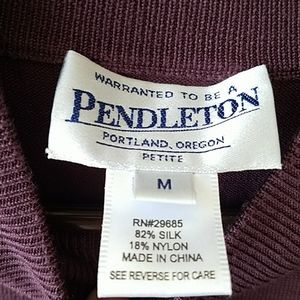 WARRANTED TO BE A
PENDLETON
PORTLAND, OREGON
PETITE
M
RN#29685
82% SILK
18% NYLON
MADE IN CHINA
SEE REVERSE FOR CARE